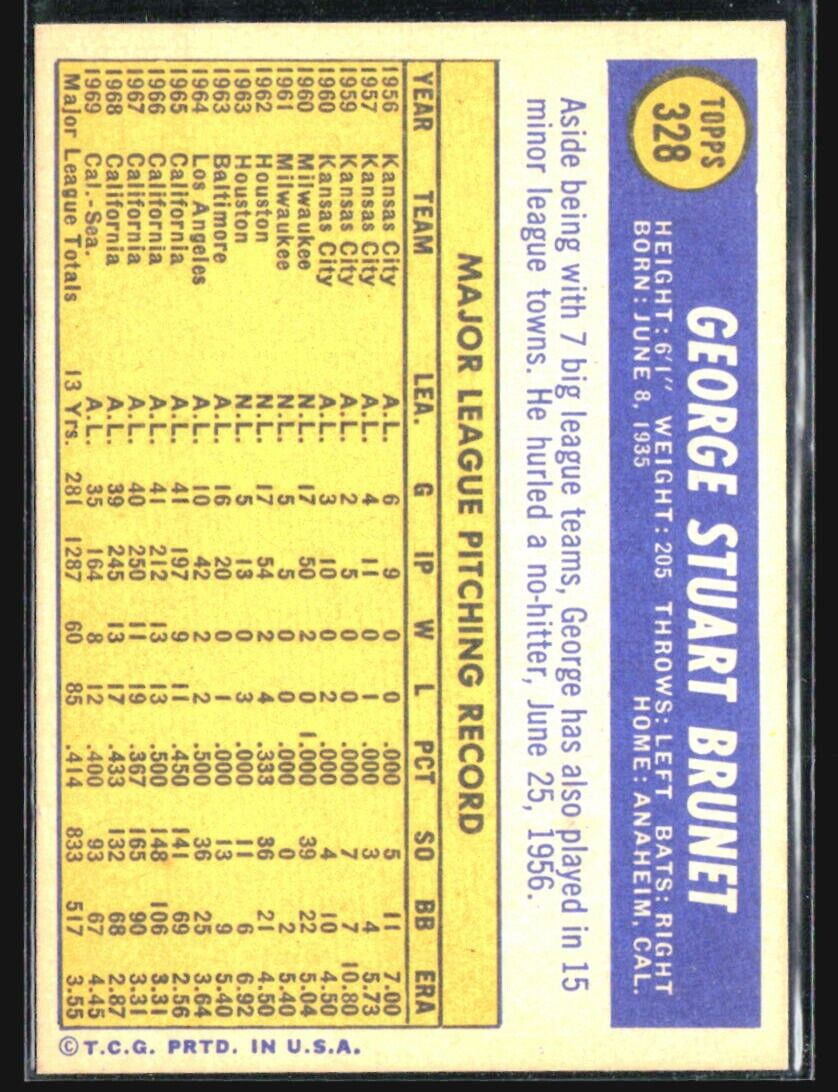 TOPPS
328
GEORGE STUART BRUNET
HEIGHT: 6'1" WEIGHT: 205 THROWS: LEFT BATS: RIGHT
BORN: JUNE 8, 1935 HOME: ANAHEIM, CAL.
Aside being with 7 big league teams, George has also played in 15
minor league towns. He hurled a no-hitter, June 25, 1956.
MAJOR LEAGUE PITCHING RECORD
YEAR TEAM LEA. G IP W L PCT SO BB ERA
1956 Kansas City A.L. 6 9 0 0 .000 5 11 7.00
1957 Kansas City A.L. 4 11 0 1 .000 3 4 5.73
1959 Kansas City A.L. 2 5 0 0 .000 7 7 10.80
1960 Kansas City A.L. 3 10 0 2 .000 4 10 4.50
1960 Milwaukee N.L. 17 50 2 0 1.000 39 22 5.04
1961 Milwaukee N.L. 5 5 0 0 .000 0 2 5.40
1962 Houston N.L. 17 54 2 4 .333 36 21 4.50
1963 Houston N.L. 5 13 0 3 .000 11 6 6.92
1963 Baltimore A.L. 16 20 0 1 .000 13 9 5.40
1964 Los Angeles A.L. 10 42 2 2 .500 36 25 3.64
1965 California A.L. 41 197 9 11 .450 141 69 2.56
1966 California A.L. 41 212 13 13 .500 148 106 3.31
1967 California A.L. 40 250 11 19 .367 165 90 3.31
1968 California A.L. 39 245 13 17 .433 132 68 2.87
1969 Cal.-Sea. A.L. 35 164 8 12 .400 93 67 4.45
Major League Totals 13 Yrs. 281 1287 60 85 .414 833 517 3.55
© T.C.G. PRTD. IN U.S.A.